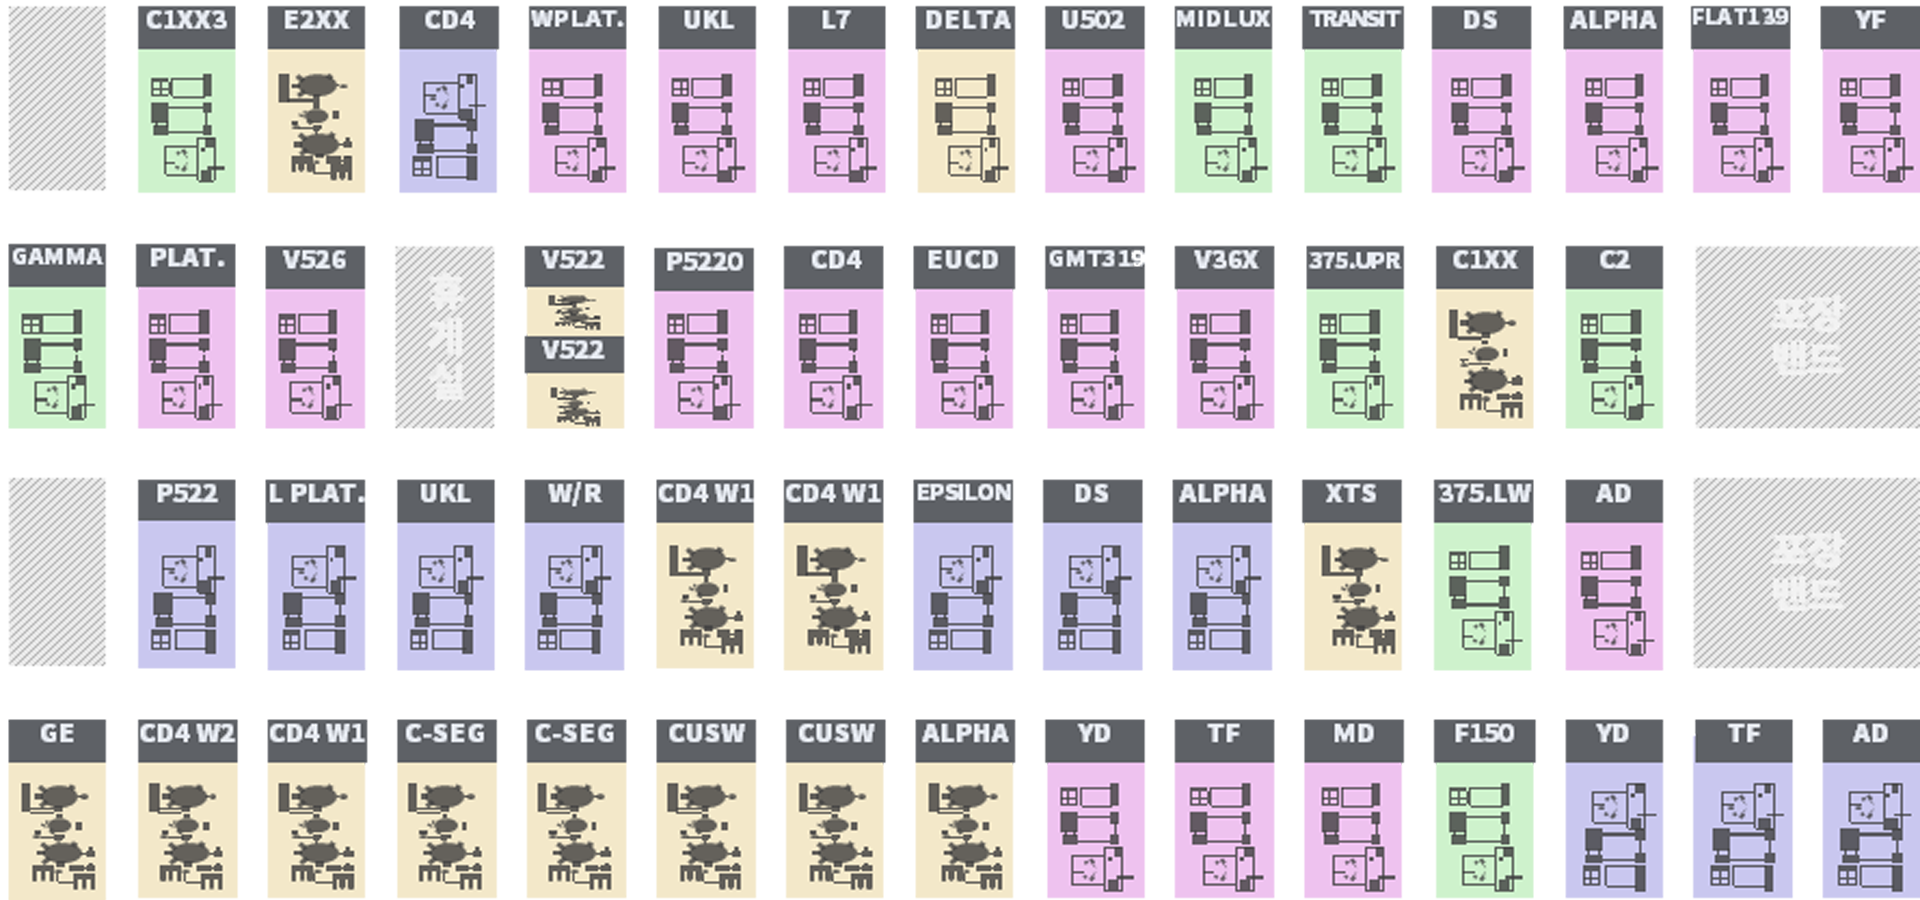 C1XX3 E2XX CD4 WPLAT. UKL L7 DELTA U502 MIDLUX TRANSIT DS ALPHA FLAT139 YF
GAMMA PLAT. V526 V522 P5220 CD4 EUCD GMT319 V36X 375.UPR C1XX C2
휴
게
실
V522
포장
밴드
P522 L PLAT. UKL W/R CD4 W1 CD4 W1 EPSILON DS ALPHA XTS 375.LW AD
포장
밴드
GE CD4 W2 CD4 W1 C-SEG C-SEG CUSW CUSW ALPHA YD TF MD F150 YD TF AD